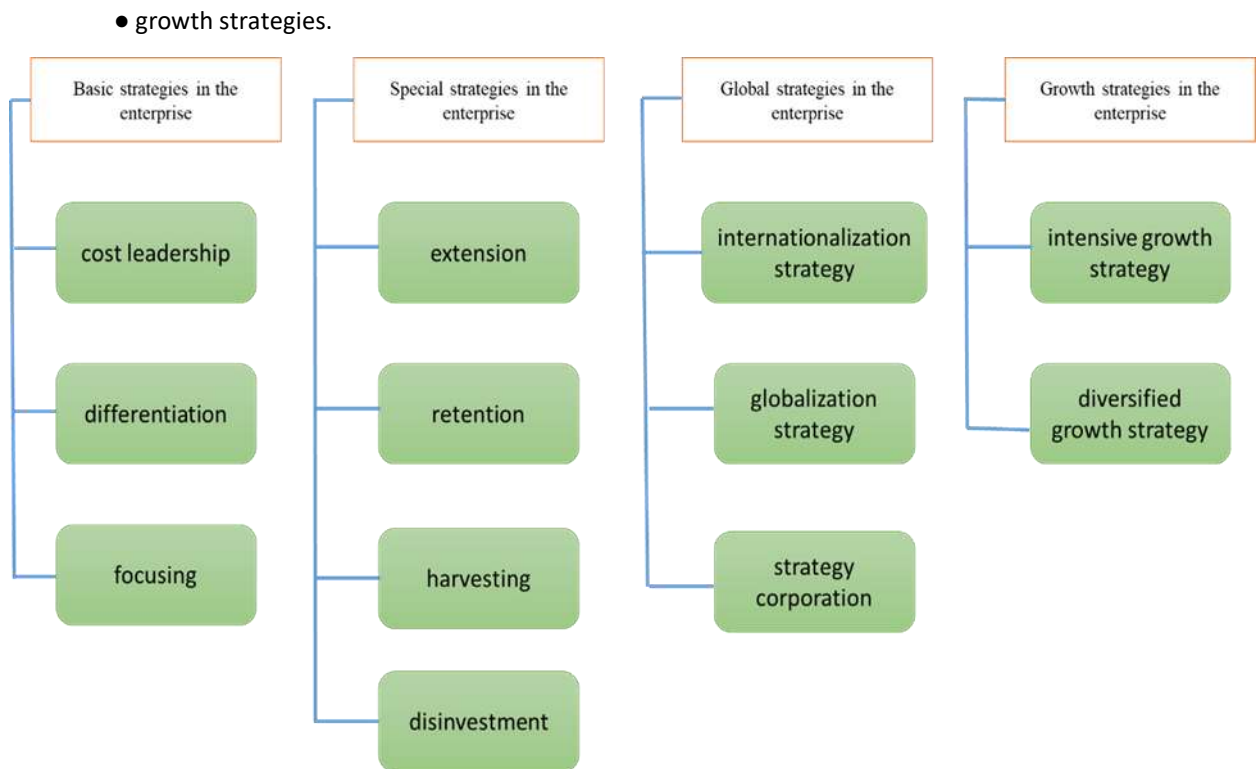 ● growth strategies.
Basic strategies in the
enterprise
cost leadership
differentiation
focusing
Special strategies in the
enterprise
extension
retention
harvesting
disinvestment
Global strategies in the
enterprise
internationalization
strategy
globalization
strategy
strategy
corporation
Growth strategies in the
enterprise
intensive growth
strategy
diversified
growth strategy